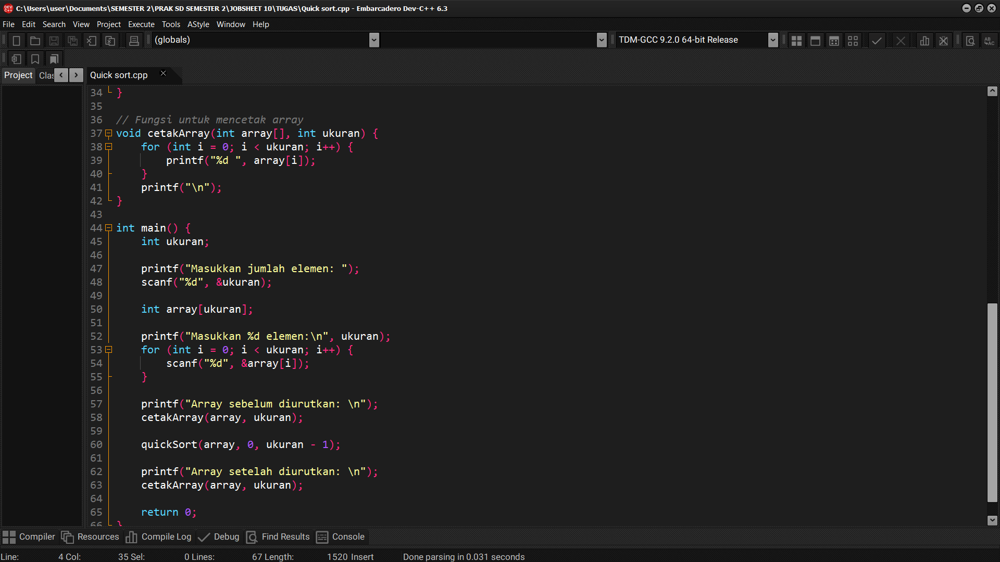 C:\Users\user\Documents\SEMESTER 2\PRAK SD SEMESTER 2\JOBSHEET 10\TUGAS\Quick sort.cpp - Embarcadero Dev-C++ 6.3
File Edit Search View Project Execute Tools AStyle Window Help
(globals) TDM-GCC 9.2.0 64-bit Release
Project Clas Quick sort.cpp
34 }
35
36 // Fungsi untuk mencetak array
37 void cetakArray(int array[], int ukuran) {
38     for (int i = 0; i < ukuran; i++) {
39         printf("%d ", array[i]);
40     }
41     printf("\n");
42 }
43
44 int main() {
45     int ukuran;
46
47     printf("Masukkan jumlah elemen: ");
48     scanf("%d", &ukuran);
49
50     int array[ukuran];
51
52     printf("Masukkan %d elemen:\n", ukuran);
53     for (int i = 0; i < ukuran; i++) {
54         scanf("%d", &array[i]);
55     }
56
57     printf("Array sebelum diurutkan: \n");
58     cetakArray(array, ukuran);
59
60     quickSort(array, 0, ukuran - 1);
61
62     printf("Array setelah diurutkan: \n");
63     cetakArray(array, ukuran);
64
65     return 0;
66 }
Compiler Resources Compile Log Debug Find Results Console
Line: 4 Col: 35 Sel: 0 Lines: 67 Length: 1520 Insert Done parsing in 0.031 seconds